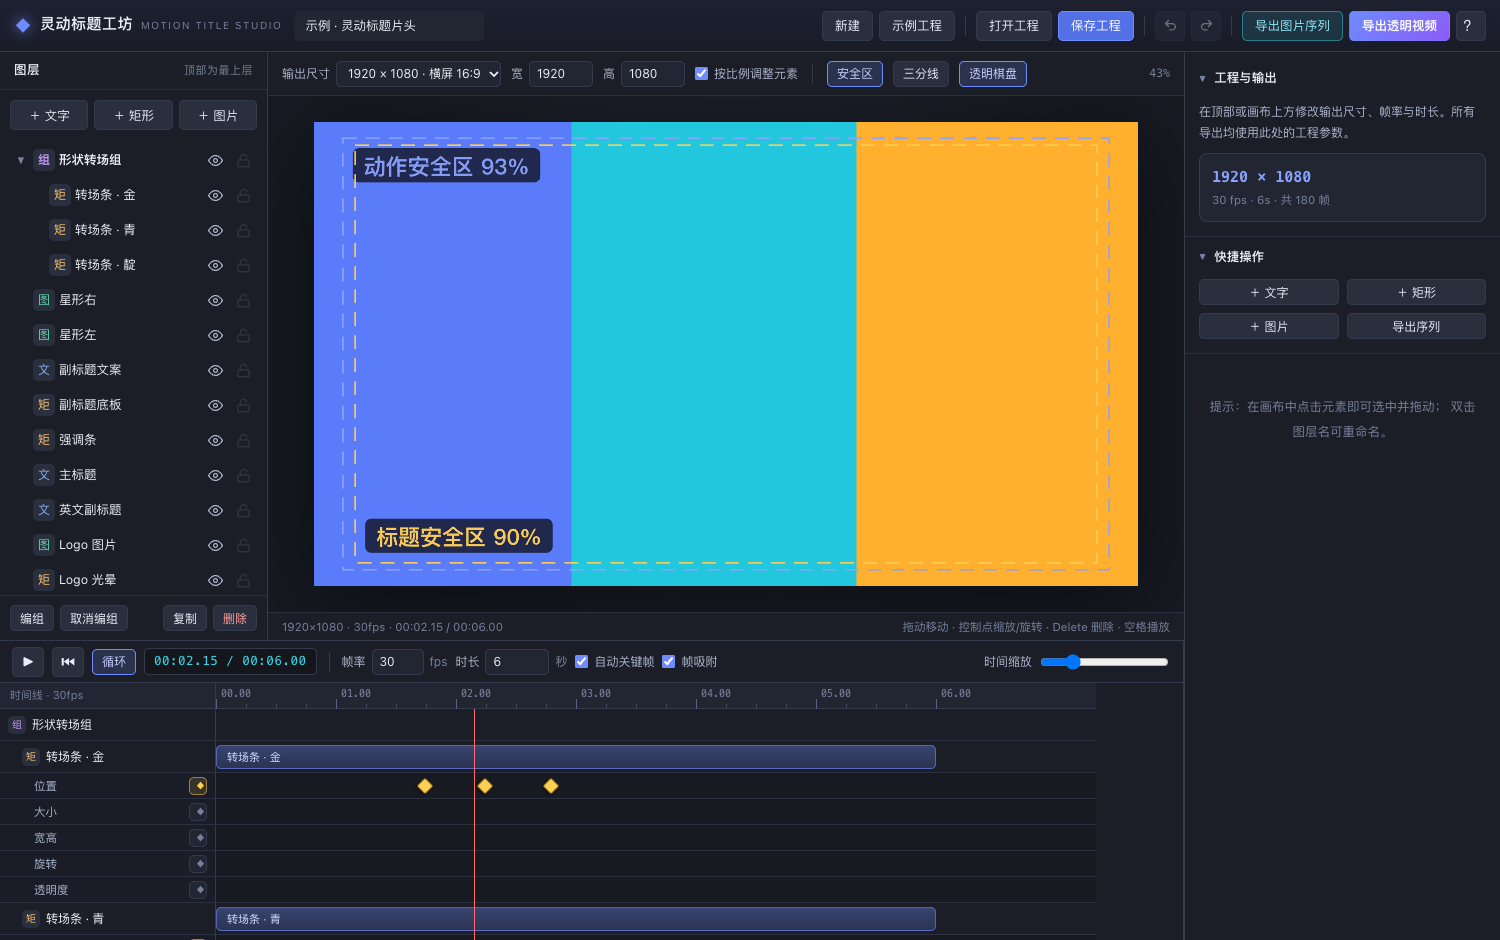 灵动标题工坊 MOTION TITLE STUDIO 示例 · 灵动标题片头 新建 示例工程 打开工程 保存工程 导出图片序列 导出透明视频 ?
图层 顶部为最上层
+ 文字 + 矩形 + 图片
▼ 组 形状转场组
矩 转场条 · 金
矩 转场条 · 青
矩 转场条 · 靛
图 星形右
图 星形左
文 副标题文案
矩 副标题底板
矩 强调条
文 主标题
文 英文副标题
图 Logo 图片
矩 Logo 光晕
编组 取消编组 复制 删除
输出尺寸 1920 × 1080 · 横屏 16:9 宽 1920 高 1080 按比例调整元素 安全区 三分线 透明棋盘 43%
动作安全区 93%
标题安全区 90%
1920×1080 · 30fps · 00:02.15 / 00:06.00 拖动移动 · 控制点缩放/旋转 · Delete 删除 · 空格播放
▼ 工程与输出
在顶部或画布上方修改输出尺寸、帧率与时长。所有
导出均使用此处的工程参数。
1920 × 1080
30 fps · 6s · 共 180 帧
▼ 快捷操作
+ 文字 + 矩形
+ 图片 导出序列
提示：在画布中点击元素即可选中并拖动； 双击
图层名可重命名。
循环 00:02.15 / 00:06.00 帧率 30 fps 时长 6 秒 自动关键帧 帧吸附 时间缩放
时间线 · 30fps 00.00 01.00 02.00 03.00 04.00 05.00 06.00
组 形状转场组
矩 转场条 · 金 转场条 · 金
位置
大小
宽高
旋转
透明度
矩 转场条 · 青 转场条 · 青